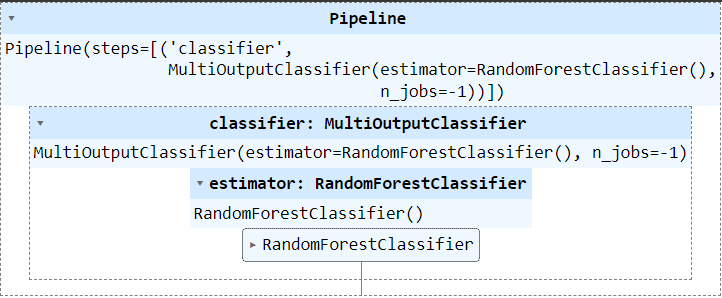 Pipeline
Pipeline(steps=[('classifier',
MultiOutputClassifier(estimator=RandomForestClassifier(),
n_jobs=-1))])
classifier: MultiOutputClassifier
MultiOutputClassifier(estimator=RandomForestClassifier(), n_jobs=-1)
estimator: RandomForestClassifier
RandomForestClassifier()
RandomForestClassifier